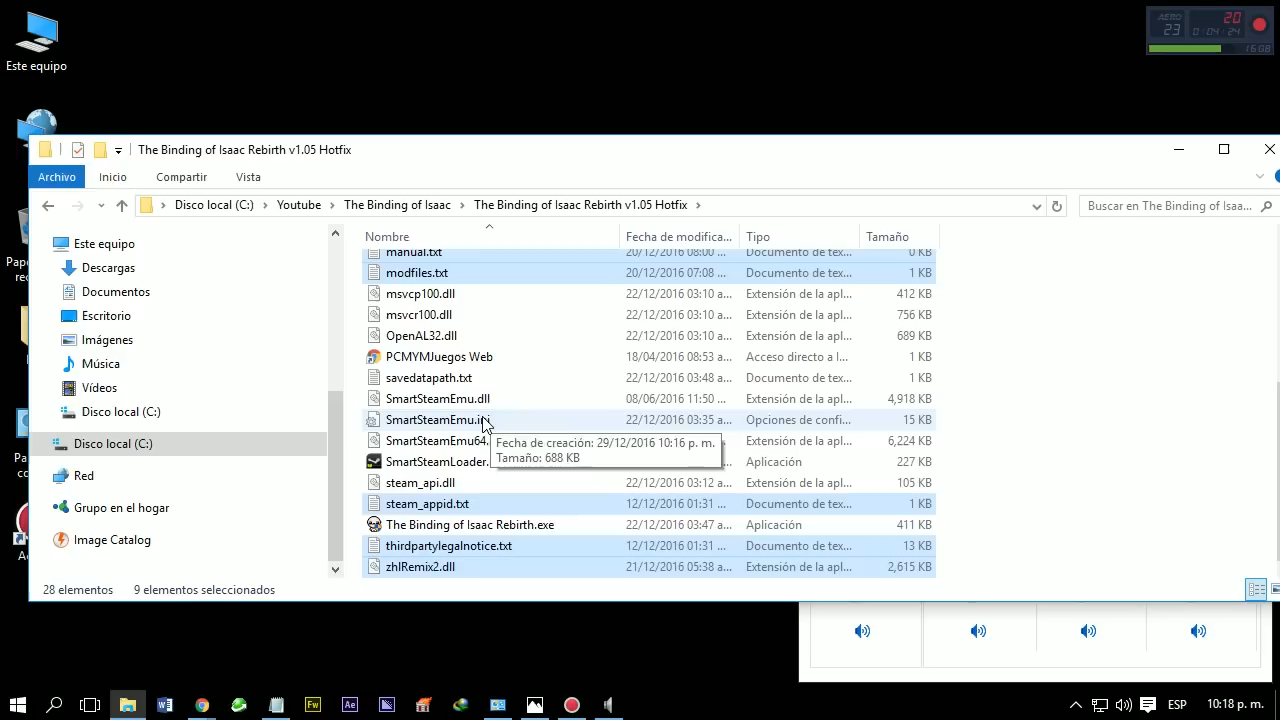 Este equipo
AERO
23
20
0:04:24
16GB
The Binding of Isaac Rebirth v1.05 Hotfix
Archivo Inicio Compartir Vista
Disco local (C:) Youtube The Binding of Isaac The Binding of Isaac Rebirth v1.05 Hotfix
Buscar en The Binding of Isaac...
Nombre Fecha de modifica... Tipo Tamaño
Este equipo
Descargas
Documentos
Escritorio
Imágenes
Música
Vídeos
Disco local (C:)
Disco local (C:)
Red
Grupo en el hogar
Image Catalog
manual.txt 20/12/2016 08:00 ... Documento de tex... 0 KB
modfiles.txt 20/12/2016 07:08 ... Documento de tex... 1 KB
msvcp100.dll 22/12/2016 03:10 a... Extensión de la apl... 412 KB
msvcr100.dll 22/12/2016 03:10 a... Extensión de la apl... 756 KB
OpenAL32.dll 22/12/2016 03:10 a... Extensión de la apl... 689 KB
PCMYMJuegos Web 18/04/2016 08:53 a... Acceso directo a I... 1 KB
savedatapath.txt 22/12/2016 03:48 a... Documento de tex... 1 KB
SmartSteamEmu.dll 08/06/2016 11:50 ... Extensión de la apl... 4,918 KB
SmartSteamEmu.ini 22/12/2016 03:35 a... Opciones de confi... 15 KB
SmartSteamEmu64. Extensión de la apl... 6,224 KB
SmartSteamLoader. Aplicación 227 KB
Fecha de creación: 29/12/2016 10:16 p. m.
Tamaño: 688 KB
steam_api.dll 22/12/2016 03:12 a... Extensión de la apl... 105 KB
steam_appid.txt 12/12/2016 01:31 ... Documento de tex... 1 KB
The Binding of Isaac Rebirth.exe 22/12/2016 03:47 a... Aplicación 411 KB
thirdpartylegalnotice.txt 12/12/2016 01:31 ... Documento de tex... 13 KB
zhlRemix2.dll 21/12/2016 05:38 a... Extensión de la apl... 2,615 KB
28 elementos 9 elementos seleccionados
Fw Ae
ESP 10:18 p. m.